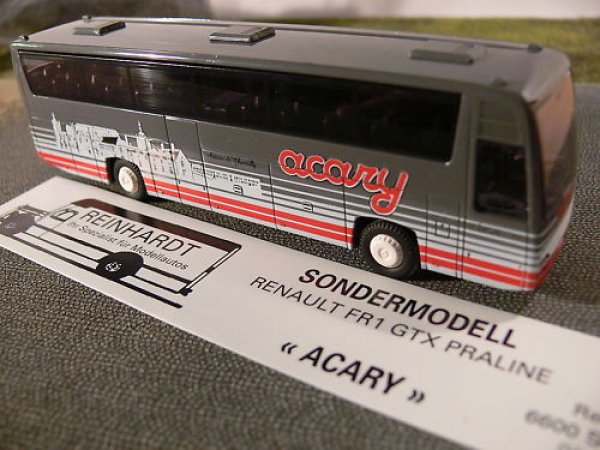 acary
REINHARDT
Ihr Spezialist für Modellautos
SONDERMODELL
RENAULT FR1 GTX PRALINE
« ACARY »
6600 S